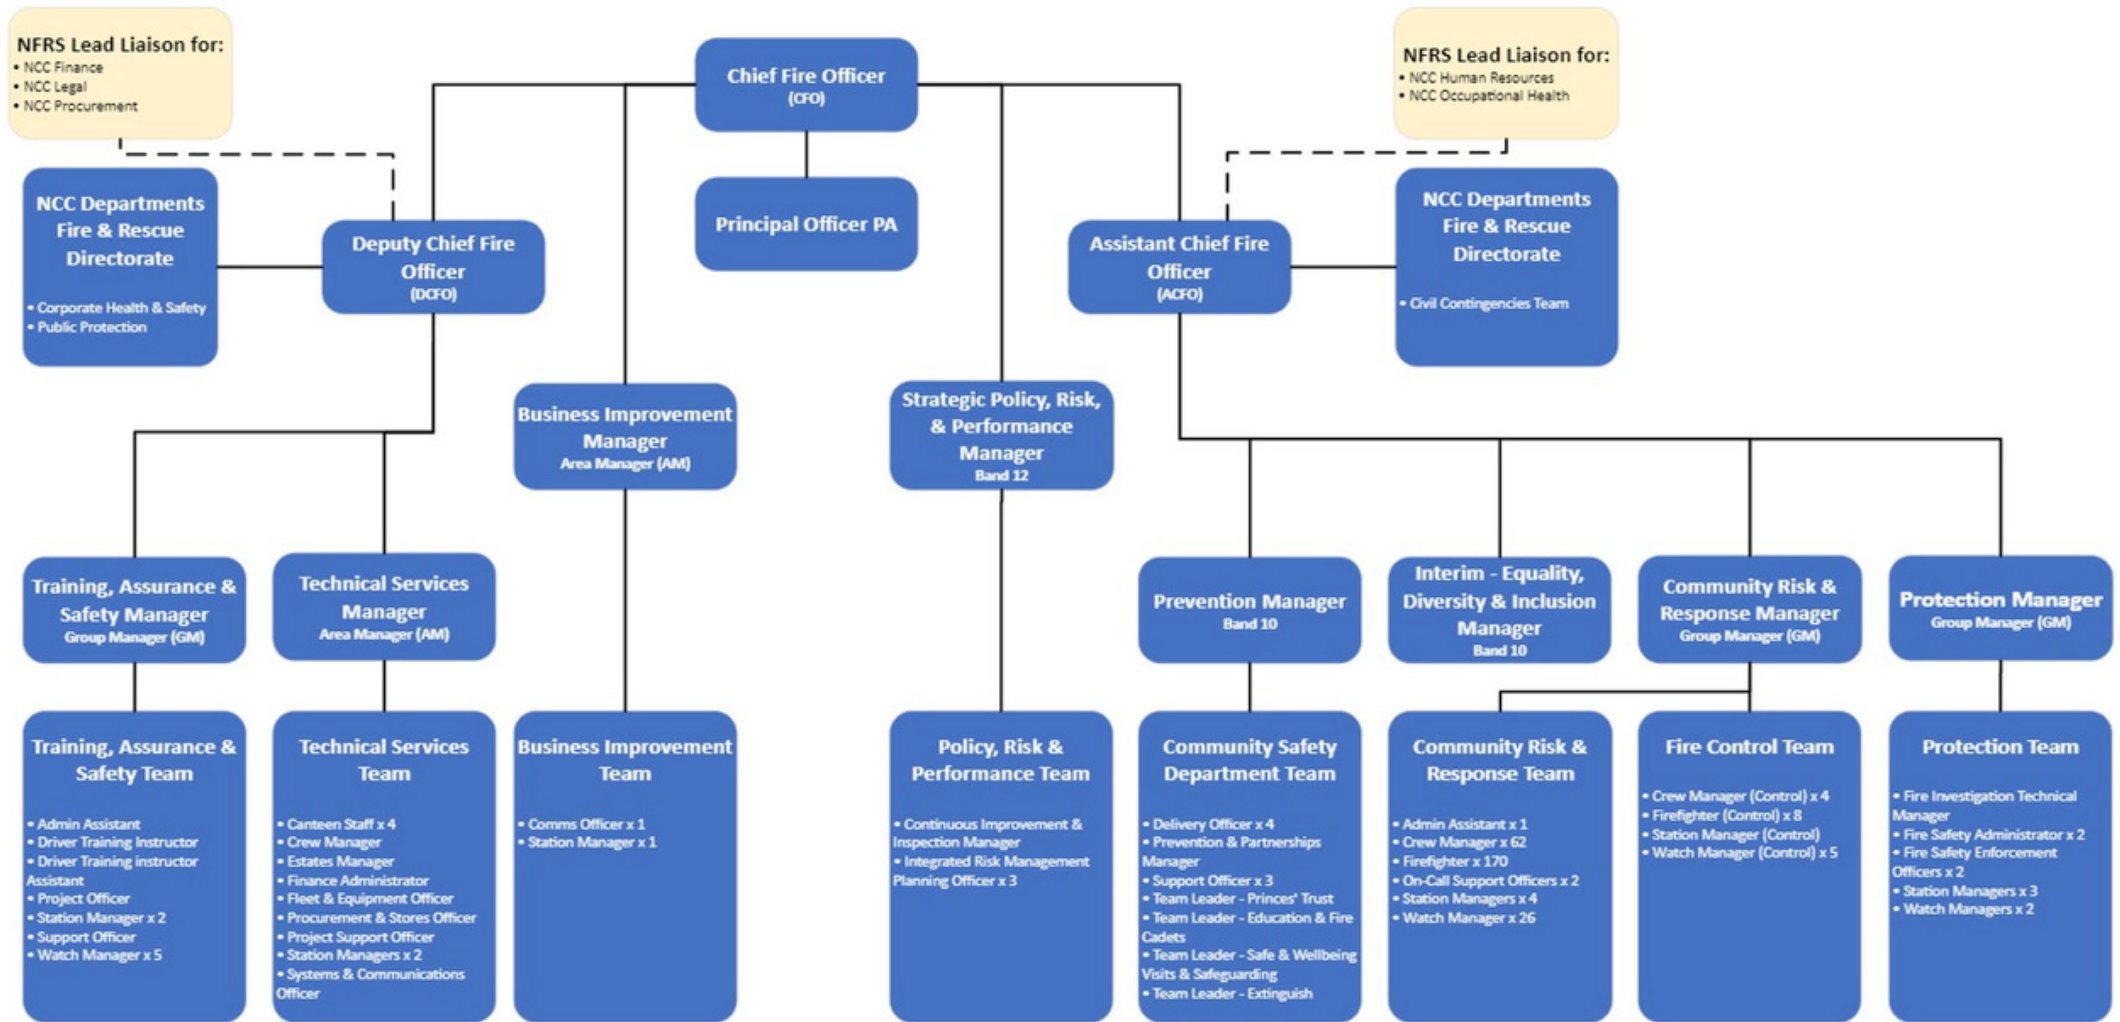 NFRS Lead Liaison for:
• NCC Finance
• NCC Legal
• NCC Procurement
Chief Fire Officer
(CFO)
NFRS Lead Liaison for:
• NCC Human Resources
• NCC Occupational Health
Principal Officer PA
NCC Departments
Fire & Rescue
Directorate
• Corporate Health & Safety
• Public Protection
Deputy Chief Fire
Officer
(DCFO)
Assistant Chief Fire
Officer
(ACFO)
NCC Departments
Fire & Rescue
Directorate
• Civil Contingencies Team
Business Improvement
Manager
Area Manager (AM)
Strategic Policy, Risk,
& Performance
Manager
Band 12
Training, Assurance &
Safety Manager
Group Manager (GM)
Technical Services
Manager
Area Manager (AM)
Prevention Manager
Band 10
Interim - Equality,
Diversity & Inclusion
Manager
Band 10
Community Risk &
Response Manager
Group Manager (GM)
Protection Manager
Group Manager (GM)
Training, Assurance &
Safety Team
• Admin Assistant
• Driver Training Instructor
• Driver Training instructor
Assistant
• Project Officer
• Station Manager x 2
• Support Officer
• Watch Manager x 5
Technical Services
Team
• Canteen Staff x 4
• Crew Manager
• Estates Manager
• Finance Administrator
• Fleet & Equipment Officer
• Procurement & Stores Officer
• Project Support Officer
• Station Managers x 2
• Systems & Communications
Officer
Business Improvement
Team
• Comms Officer x 1
• Station Manager x 1
Policy, Risk &
Performance Team
• Continuous Improvement &
Inspection Manager
• Integrated Risk Management
Planning Officer x 3
Community Safety
Department Team
• Delivery Officer x 4
• Prevention & Partnerships
Manager
• Support Officer x 3
• Team Leader - Princes' Trust
• Team Leader - Education & Fire
Cadets
• Team Leader - Safe & Wellbeing
Visits & Safeguarding
• Team Leader - Extinguish
Community Risk &
Response Team
• Admin Assistant x 1
• Crew Manager x 62
• Firefighter x 170
• On-Call Support Officers x 2
• Station Managers x 4
• Watch Manager x 26
Fire Control Team
• Crew Manager (Control) x 4
• Firefighter (Control) x 8
• Station Manager (Control)
• Watch Manager (Control) x 5
Protection Team
• Fire Investigation Technical
Manager
• Fire Safety Administrator x 2
• Fire Safety Enforcement
Officers x 2
• Station Managers x 3
• Watch Managers x 2